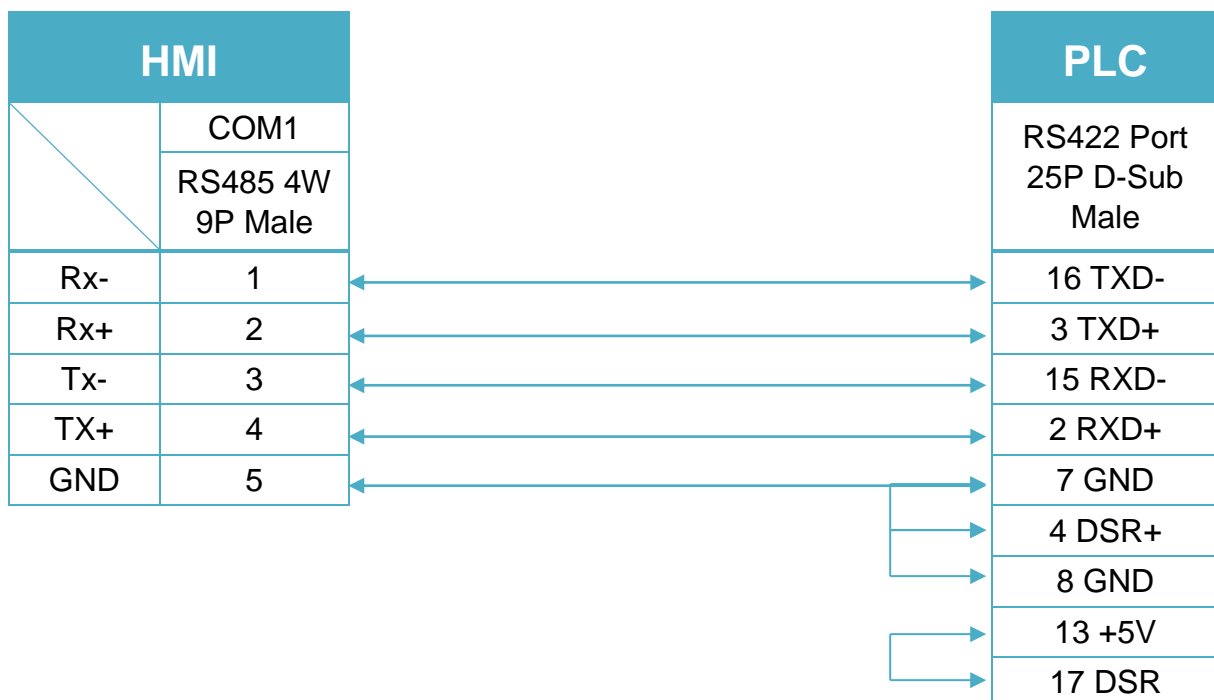 HMI
PLC
COM1
RS485 4W
9P Male
RS422 Port
25P D-Sub
Male
Rx- 1 16 TXD-
Rx+ 2 3 TXD+
Tx- 3 15 RXD-
TX+ 4 2 RXD+
GND 5 7 GND
4 DSR+
8 GND
13 +5V
17 DSR